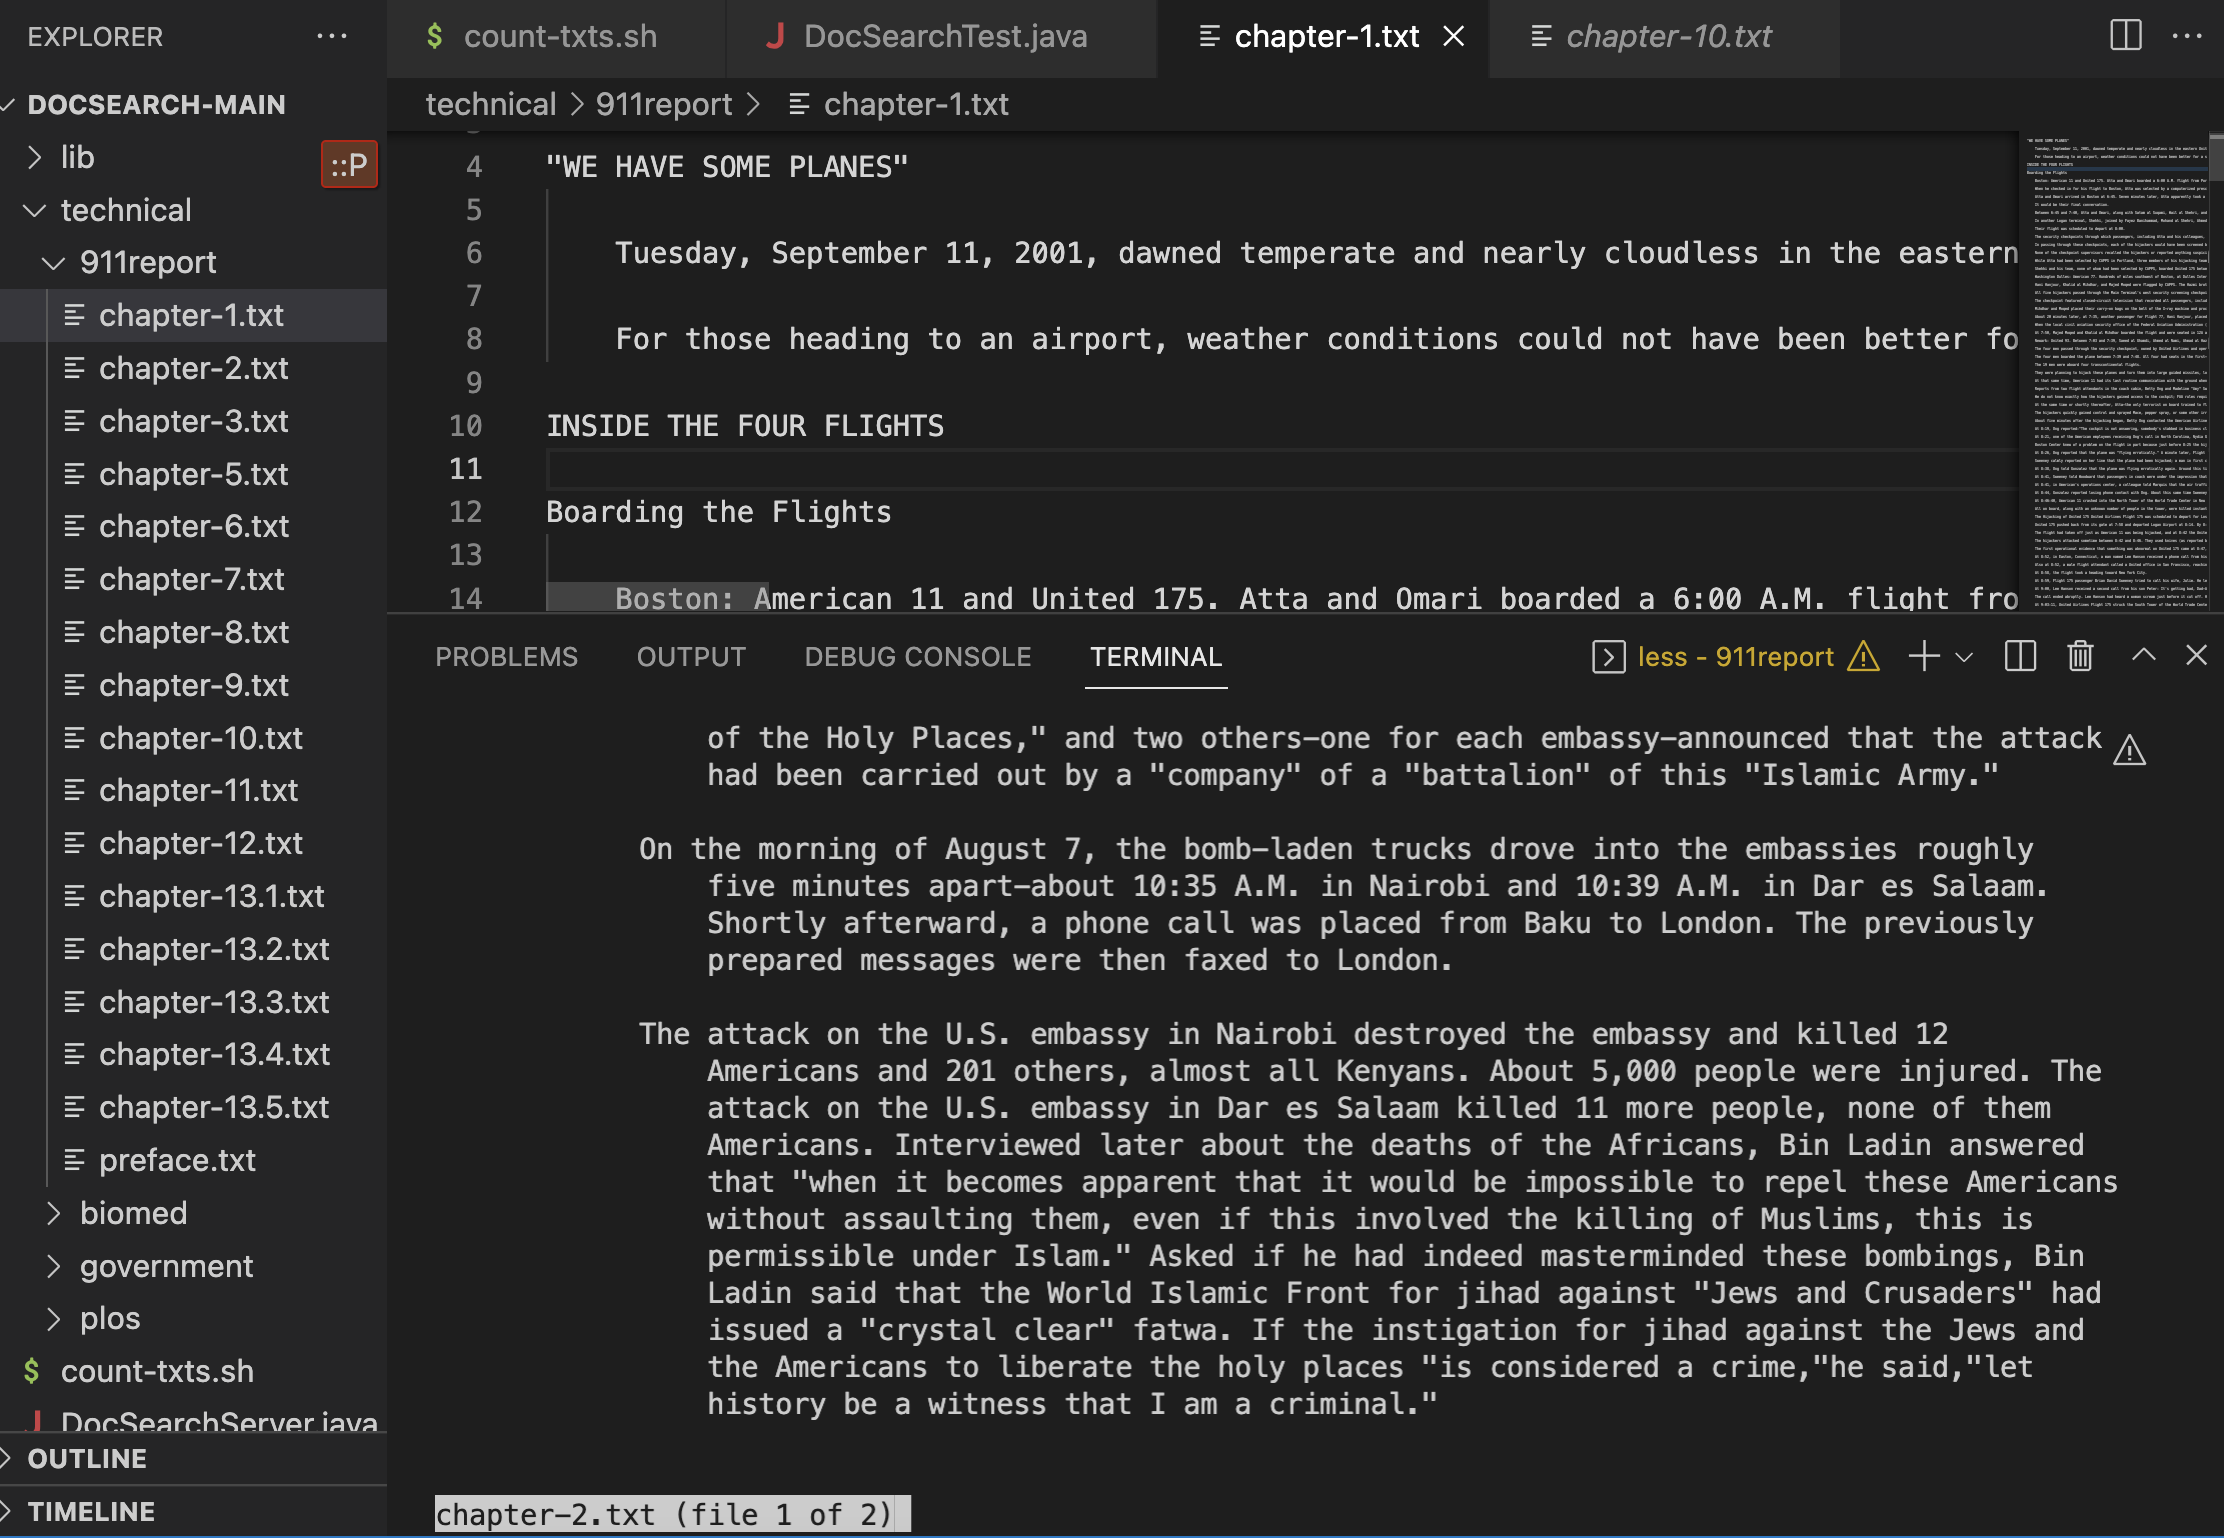 EXPLORER
count-txts.sh
DocSearchTest.java
chapter-1.txt
chapter-10.txt
DOCSEARCH-MAIN
lib
::P
technical
911report
chapter-1.txt
chapter-2.txt
chapter-3.txt
chapter-5.txt
chapter-6.txt
chapter-7.txt
chapter-8.txt
chapter-9.txt
chapter-10.txt
chapter-11.txt
chapter-12.txt
chapter-13.1.txt
chapter-13.2.txt
chapter-13.3.txt
chapter-13.4.txt
chapter-13.5.txt
preface.txt
biomed
government
plos
count-txts.sh
DocSearchServer.java
OUTLINE
TIMELINE
technical > 911report > chapter-1.txt
4 "WE HAVE SOME PLANES"
5
6 Tuesday, September 11, 2001, dawned temperate and nearly cloudless in the eastern
7
8 For those heading to an airport, weather conditions could not have been better fo
9
10 INSIDE THE FOUR FLIGHTS
11
12 Boarding the Flights
13
14 Boston: American 11 and United 175. Atta and Omari boarded a 6:00 A.M. flight fro
PROBLEMS OUTPUT DEBUG CONSOLE TERMINAL
less - 911report
of the Holy Places," and two others-one for each embassy-announced that the attack
had been carried out by a "company" of a "battalion" of this "Islamic Army."
On the morning of August 7, the bomb-laden trucks drove into the embassies roughly
five minutes apart-about 10:35 A.M. in Nairobi and 10:39 A.M. in Dar es Salaam.
Shortly afterward, a phone call was placed from Baku to London. The previously
prepared messages were then faxed to London.
The attack on the U.S. embassy in Nairobi destroyed the embassy and killed 12
Americans and 201 others, almost all Kenyans. About 5,000 people were injured. The
attack on the U.S. embassy in Dar es Salaam killed 11 more people, none of them
Americans. Interviewed later about the deaths of the Africans, Bin Ladin answered
that "when it becomes apparent that it would be impossible to repel these Americans
without assaulting them, even if this involved the killing of Muslims, this is
permissible under Islam." Asked if he had indeed masterminded these bombings, Bin
Ladin said that the World Islamic Front for jihad against "Jews and Crusaders" had
issued a "crystal clear" fatwa. If the instigation for jihad against the Jews and
the Americans to liberate the holy places "is considered a crime,"he said,"let
history be a witness that I am a criminal."
chapter-2.txt (file 1 of 2)